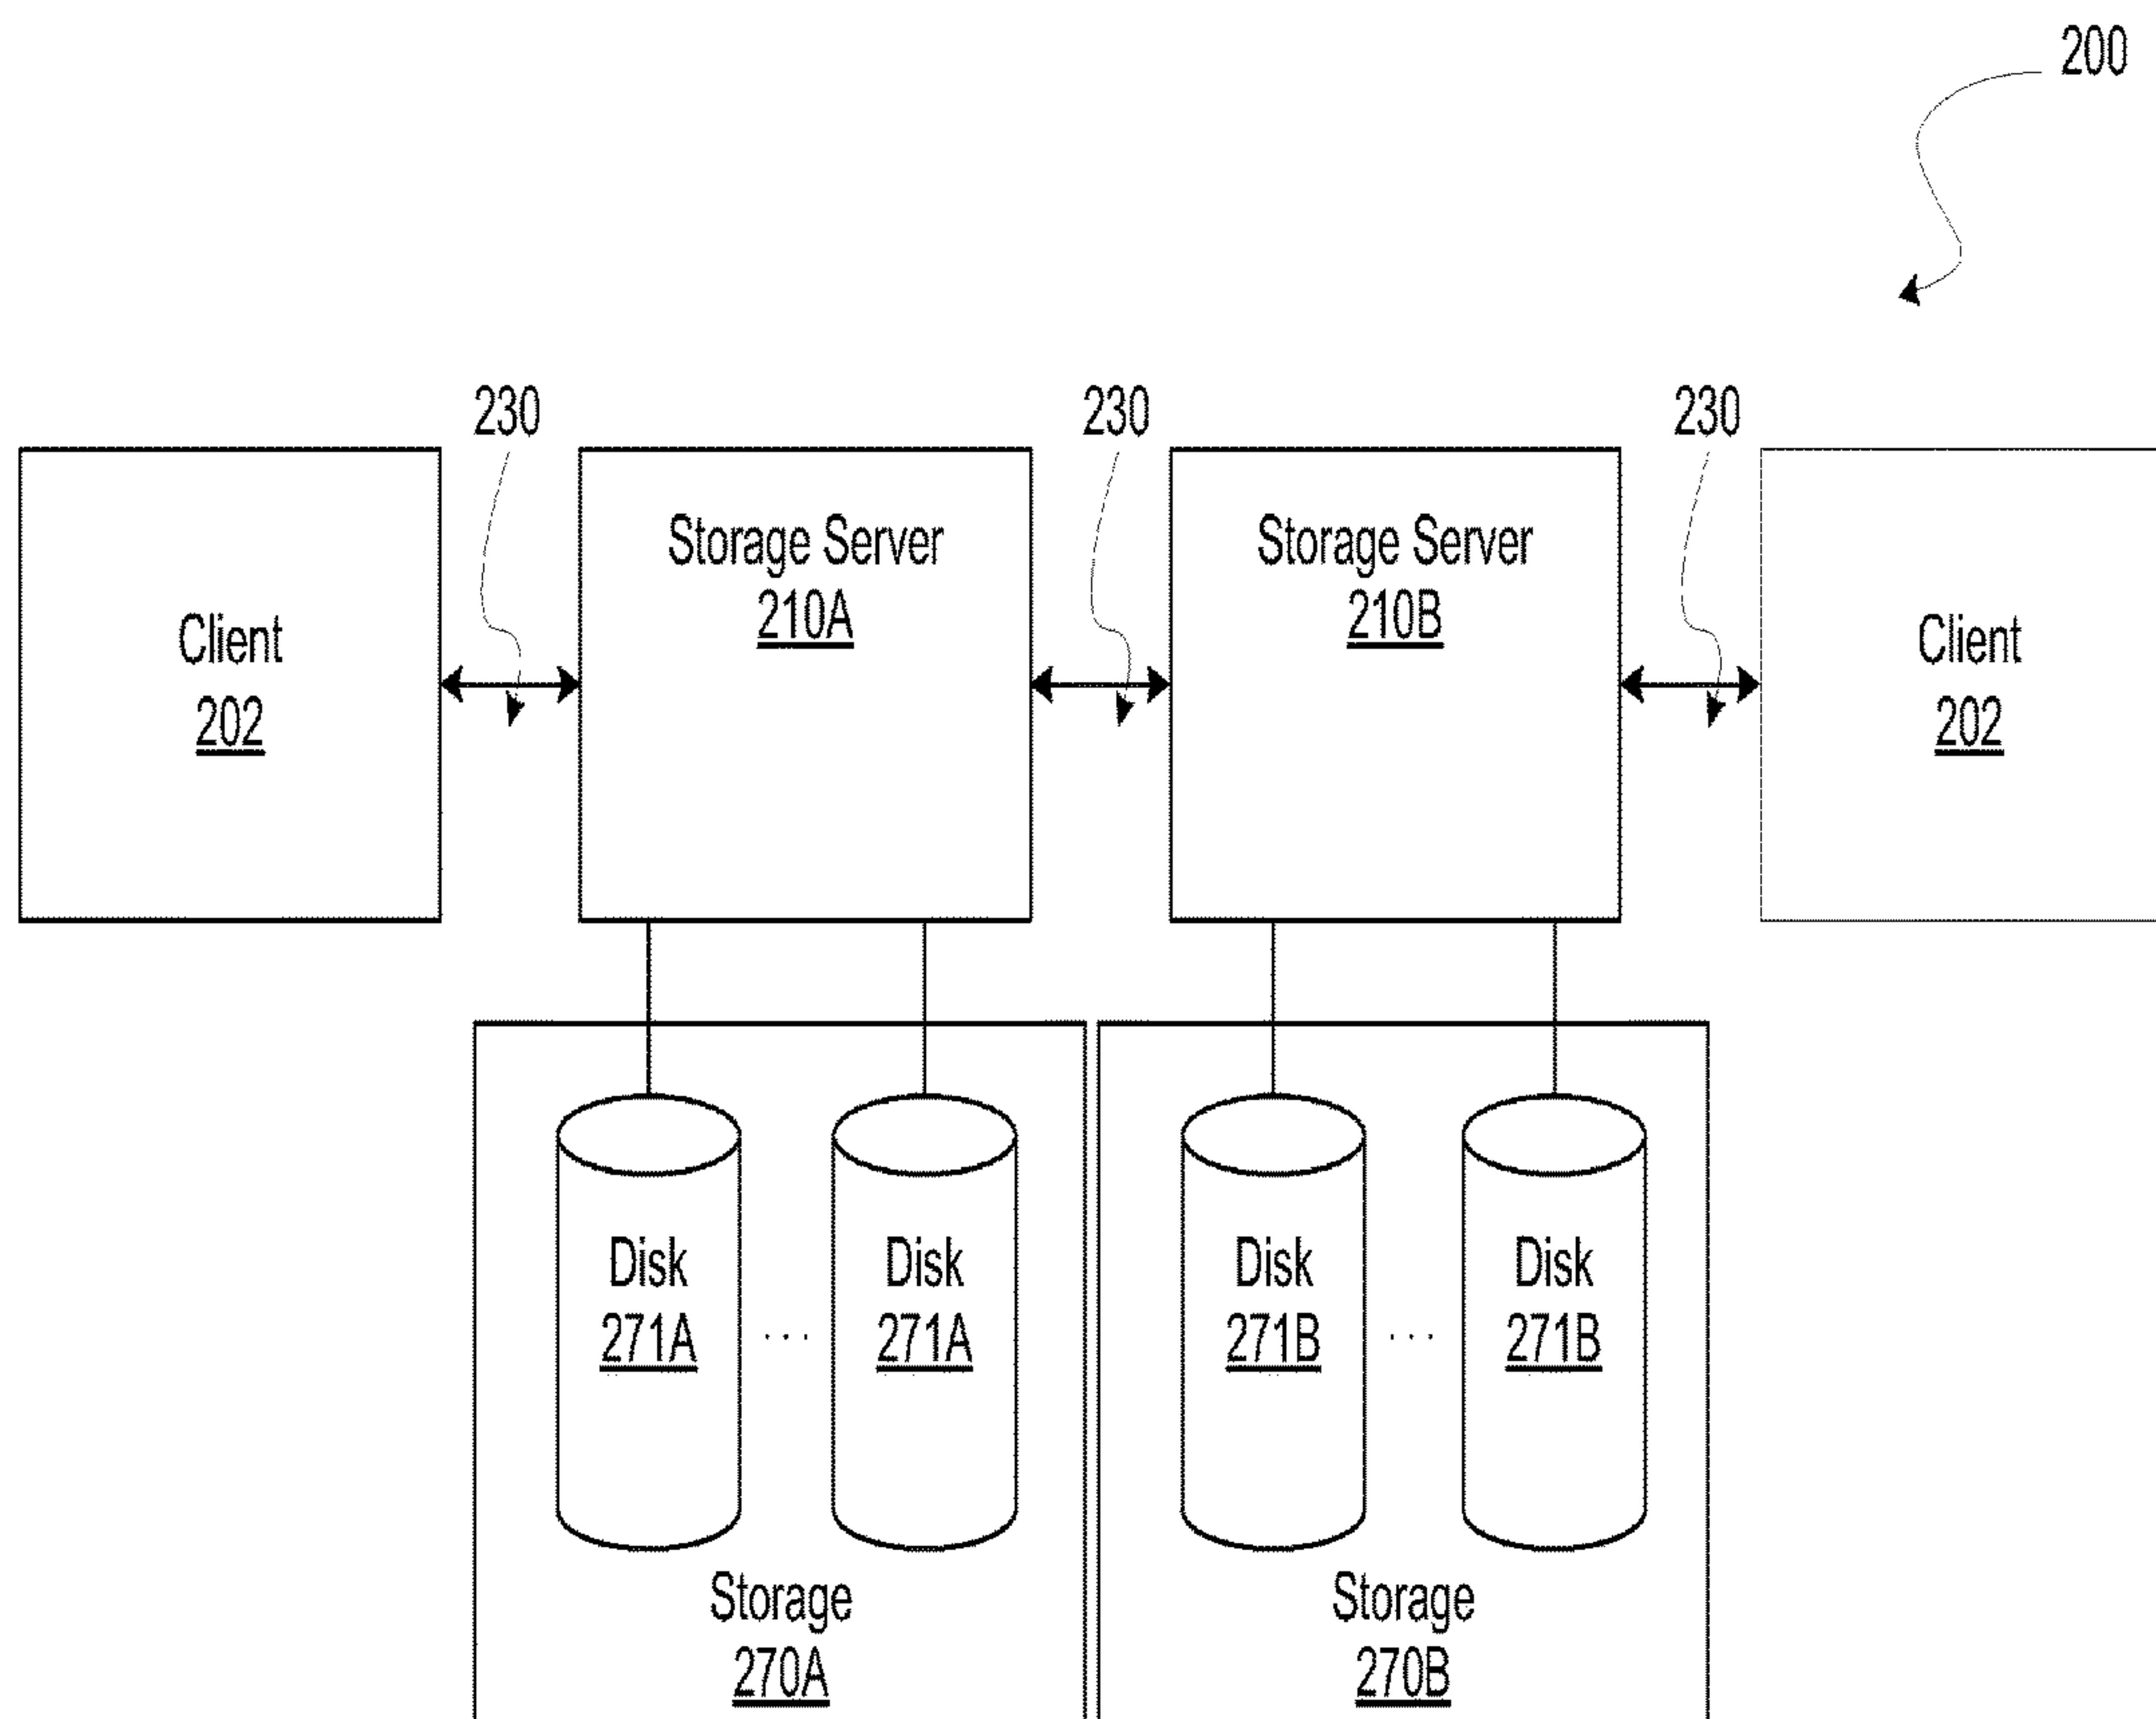 200
230
230
230
Client
202
Storage Server
210A
Storage Server
210B
Client
202
Disk
271A
...
Disk
271A
Disk
271B
...
Disk
271B
Storage
270A
Storage
270B